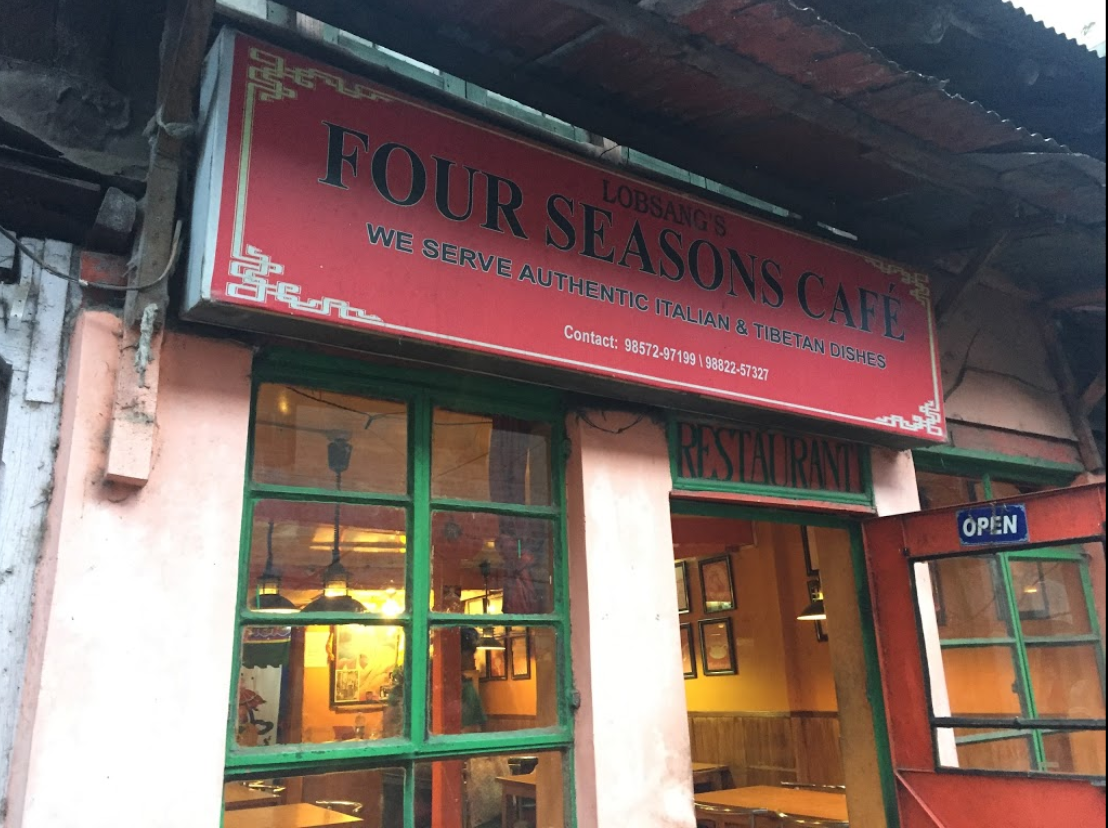 LOBSANG'S
FOUR SEASONS CAFÉ
WE SERVE AUTHENTIC ITALIAN & TIBETAN DISHES
Contact: 98572-97199 \ 98822-57327
RESTAURANT
OPEN